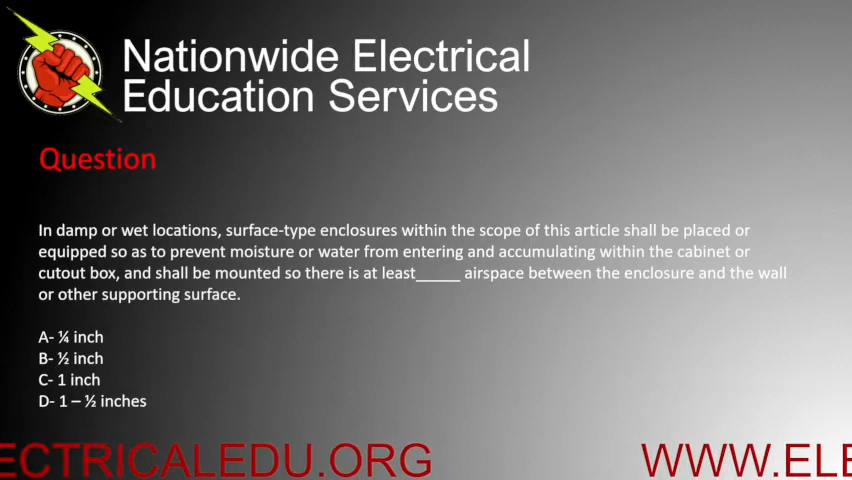 Nationwide Electrical
Education Services
Question
In damp or wet locations, surface-type enclosures within the scope of this article shall be placed or
equipped so as to prevent moisture or water from entering and accumulating within the cabinet or
cutout box, and shall be mounted so there is at least_____ airspace between the enclosure and the wall
or other supporting surface.
A- ¼ inch
B- ½ inch
C- 1 inch
D- 1 – ½ inches
ECTRICALEDU.ORG WWW.ELE